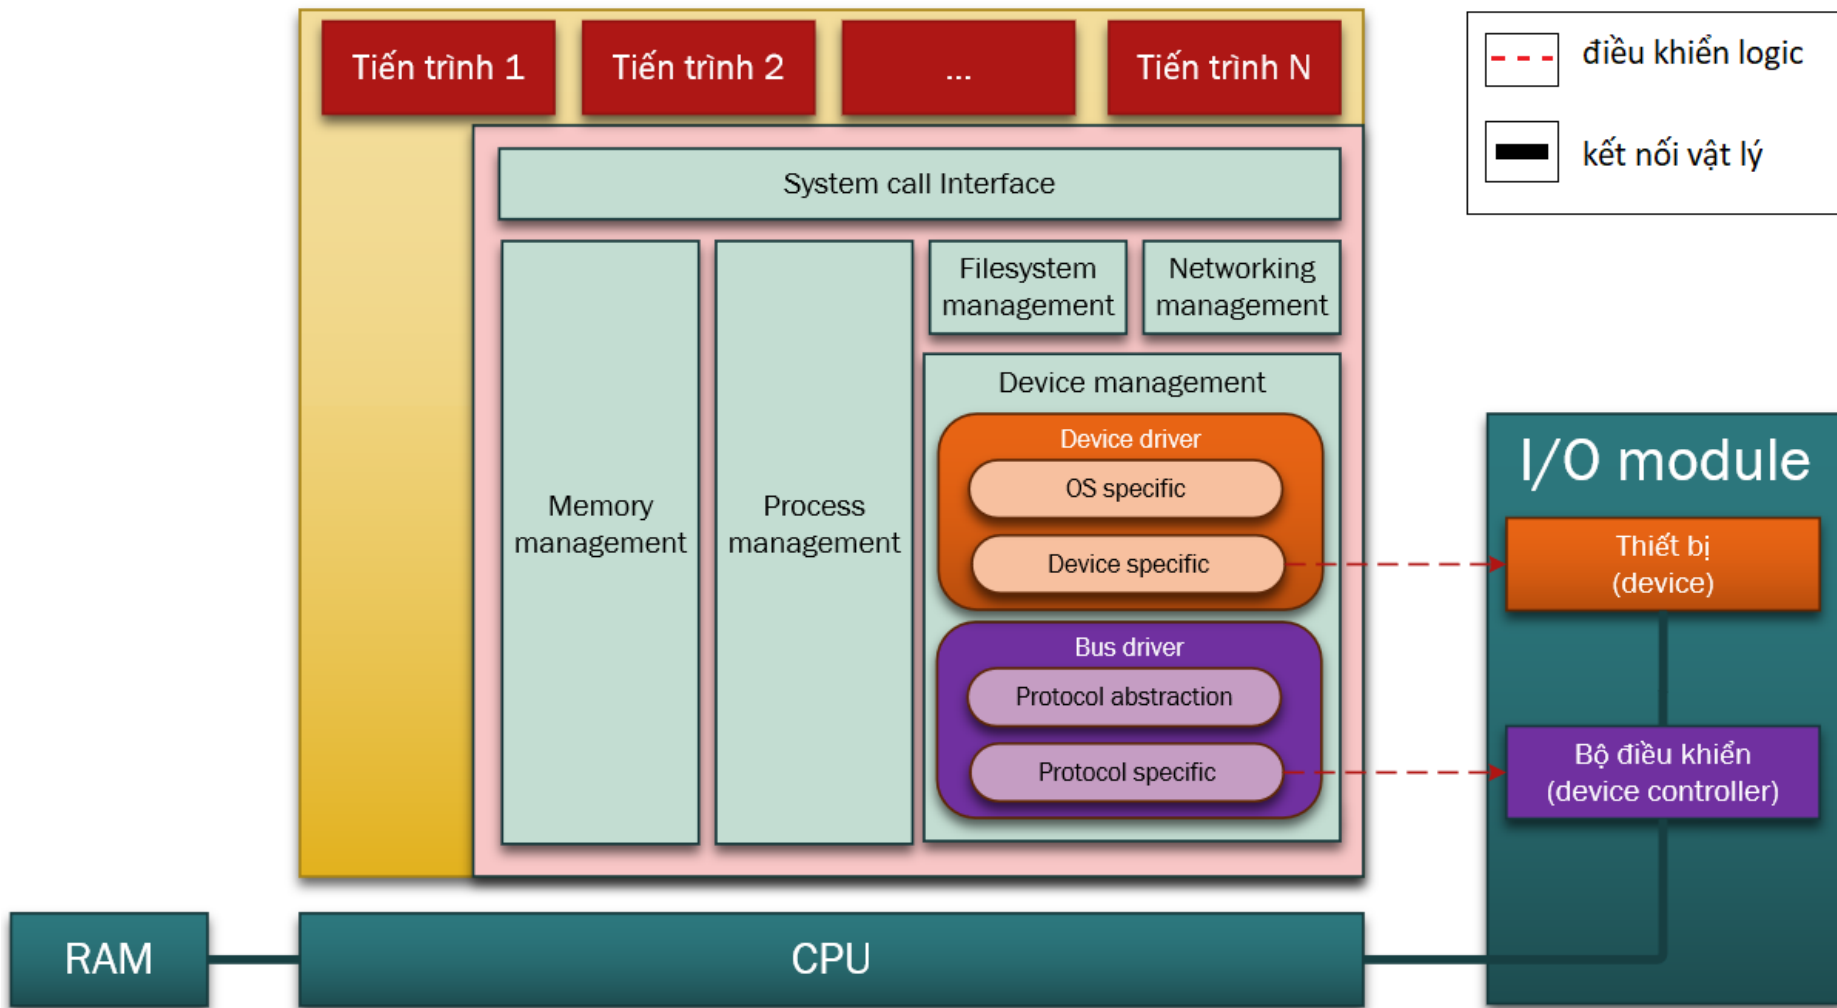 Tiến trình 1
Tiến trình 2
...
Tiến trình N
điều khiển logic
kết nối vật lý
System call Interface
Memory
management
Process
management
Filesystem
management
Networking
management
Device management
Device driver
OS specific
Device specific
Bus driver
Protocol abstraction
Protocol specific
I/O module
Thiết bị
(device)
Bộ điều khiển
(device controller)
RAM
CPU